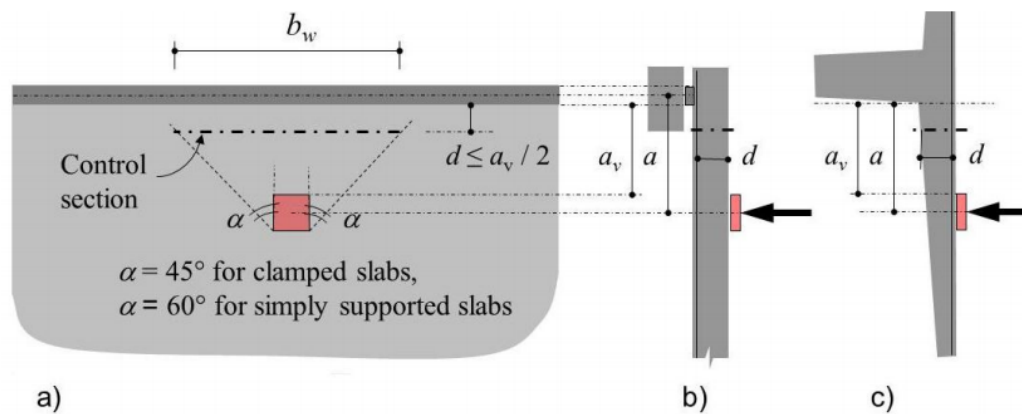 b_w
Control
section
d ≤ a_v / 2
α α
α = 45° for clamped slabs,
α = 60° for simply supported slabs
a_v a d
a_v a d
a) b) c)